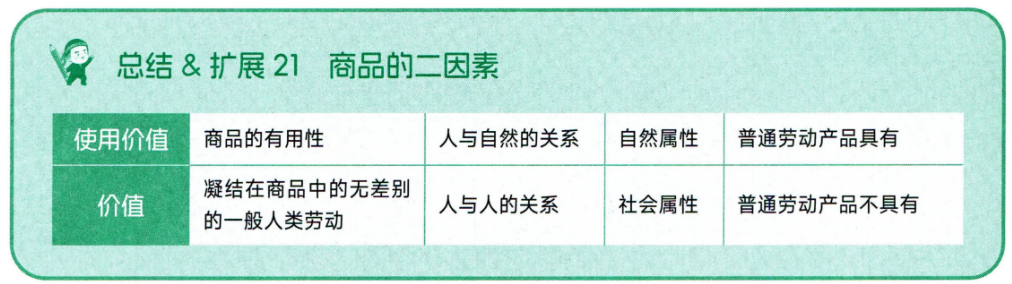 总结 & 扩展 21 商品的二因素
使用价值 商品的有用性 人与自然的关系 自然属性 普通劳动产品具有
价值 凝结在商品中的无差别的一般人类劳动 人与人的关系 社会属性 普通劳动产品不具有